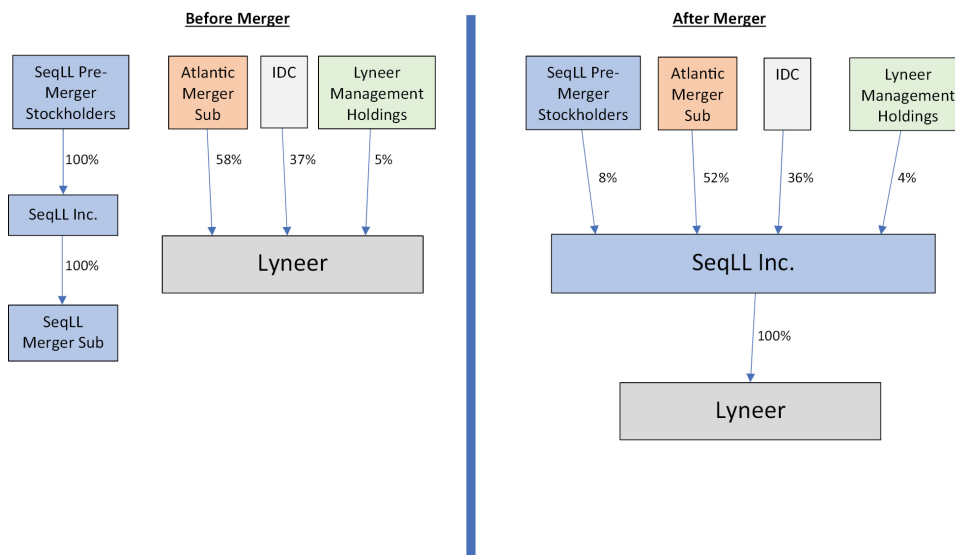 Before Merger
SeqLL Pre-
Merger
Stockholders
Atlantic
Merger
Sub
IDC
Lyneer
Management
Holdings
100%
58%
37%
5%
SeqLL Inc.
Lyneer
100%
SeqLL
Merger Sub
After Merger
SeqLL Pre-
Merger
Stockholders
Atlantic
Merger
Sub
IDC
Lyneer
Management
Holdings
8%
52%
36%
4%
SeqLL Inc.
100%
Lyneer